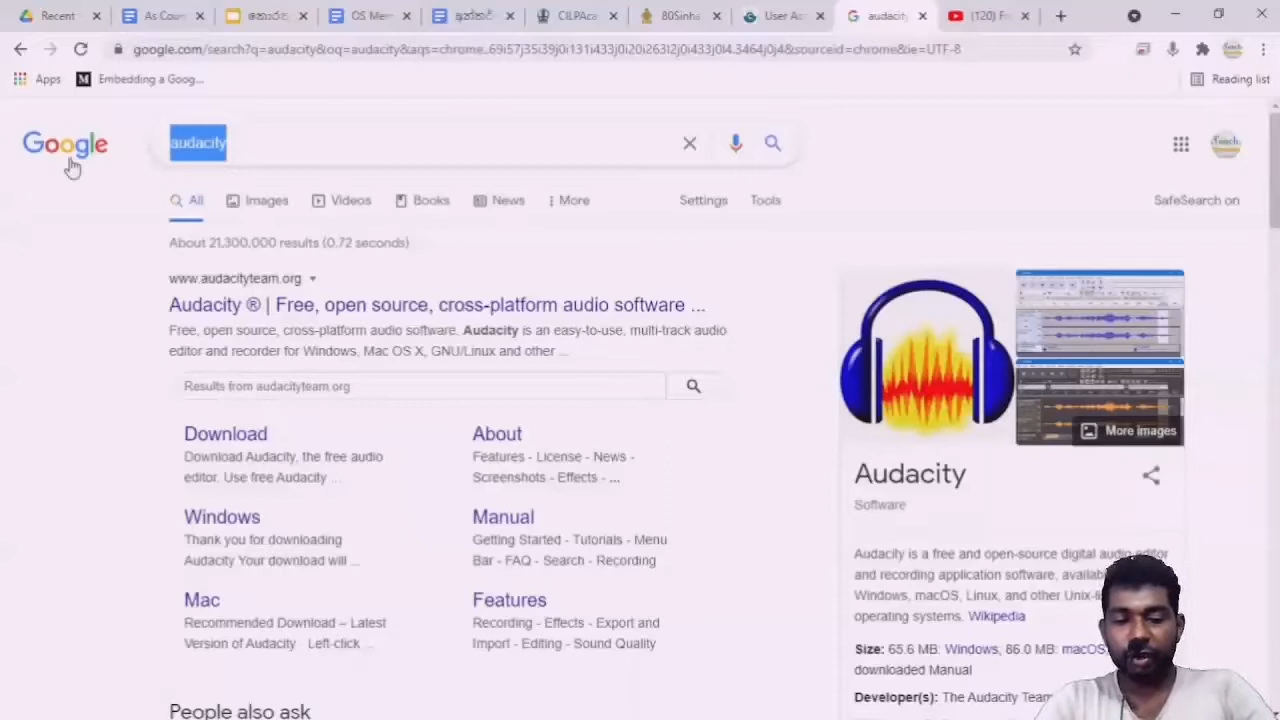 Recent
As Cour
OS Mem
CILPAca
80Sinha
User Acc
audacity
(120) Fr
google.com/search?q=audacity&oq=audacity&aqs=chrome..69i57j35i39j0i131i433j0i20i263l2j0i433j0l4.3464j0j4&sourceid=chrome&ie=UTF-8
Apps
Embedding a Goog...
Reading list
Google
audacity
All
Images
Videos
Books
News
More
Settings
Tools
SafeSearch on
About 21,300,000 results (0.72 seconds)
www.audacityteam.org
Audacity ® | Free, open source, cross-platform audio software ...
Free, open source, cross-platform audio software. Audacity is an easy-to-use, multi-track audio
editor and recorder for Windows, Mac OS X, GNU/Linux and other ...
Results from audacityteam.org
Download
Download Audacity, the free audio
editor. Use free Audacity ...
About
Features - License - News -
Screenshots - Effects - ...
Windows
Thank you for downloading
Audacity Your download will ...
Manual
Getting Started - Tutorials - Menu
Bar - FAQ - Search - Recording
Mac
Recommended Download – Latest
Version of Audacity Left-click ...
Features
Recording - Effects - Export and
Import - Editing - Sound Quality
People also ask
More images
Audacity
Software
Audacity is a free and open-source digital audio editor
and recording application software, availab
Windows, macOS, Linux, and other Unix-li
operating systems. Wikipedia
Size: 65.6 MB: Windows, 86.0 MB: macOS
downloaded Manual
Developer(s): The Audacity Team